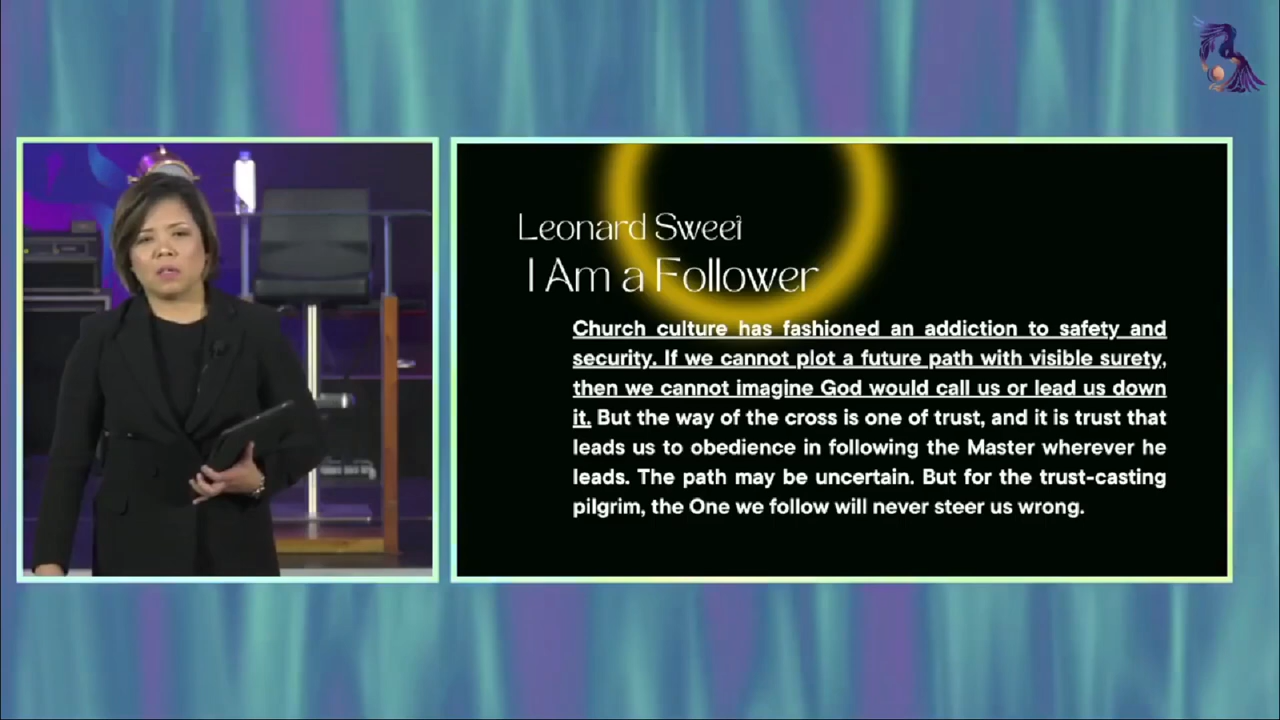 Leonard Sweet
I Am a Follower
Church culture has fashioned an addiction to safety and
security. If we cannot plot a future path with visible surety,
then we cannot imagine God would call us or lead us down
it. But the way of the cross is one of trust, and it is trust that
leads us to obedience in following the Master wherever he
leads. The path may be uncertain. But for the trust-casting
pilgrim, the One we follow will never steer us wrong.